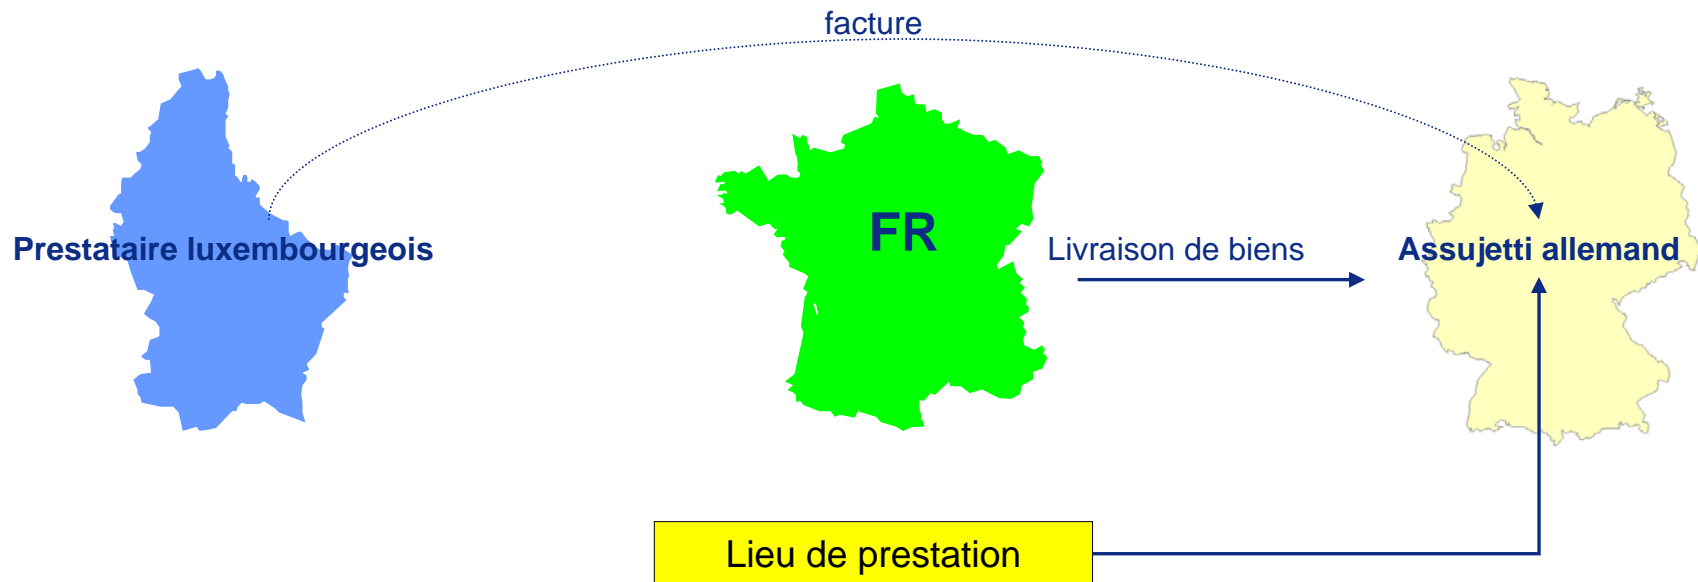 facture
Prestataire luxembourgeois
FR
Livraison de biens
Assujetti allemand
Lieu de prestation